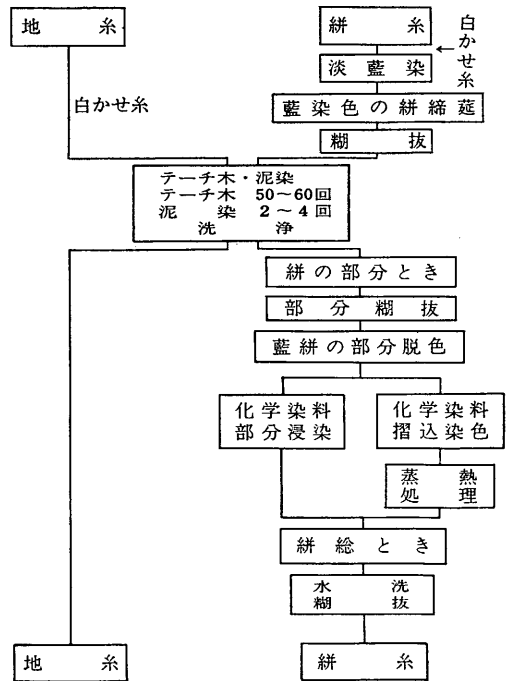 地糸
絣糸
白かせ糸
←
淡藍染
白かせ糸
藍染色の絣締莚
糊抜
テーチ木・泥染
テーチ木 50～60回
泥染 2～4回
洗浄
絣の部分とき
部分糊抜
藍絣の部分脱色
化学染料
部分浸染
化学染料
摺込染色
蒸熱
処理
絣総とき
水洗
糊抜
地糸
絣糸